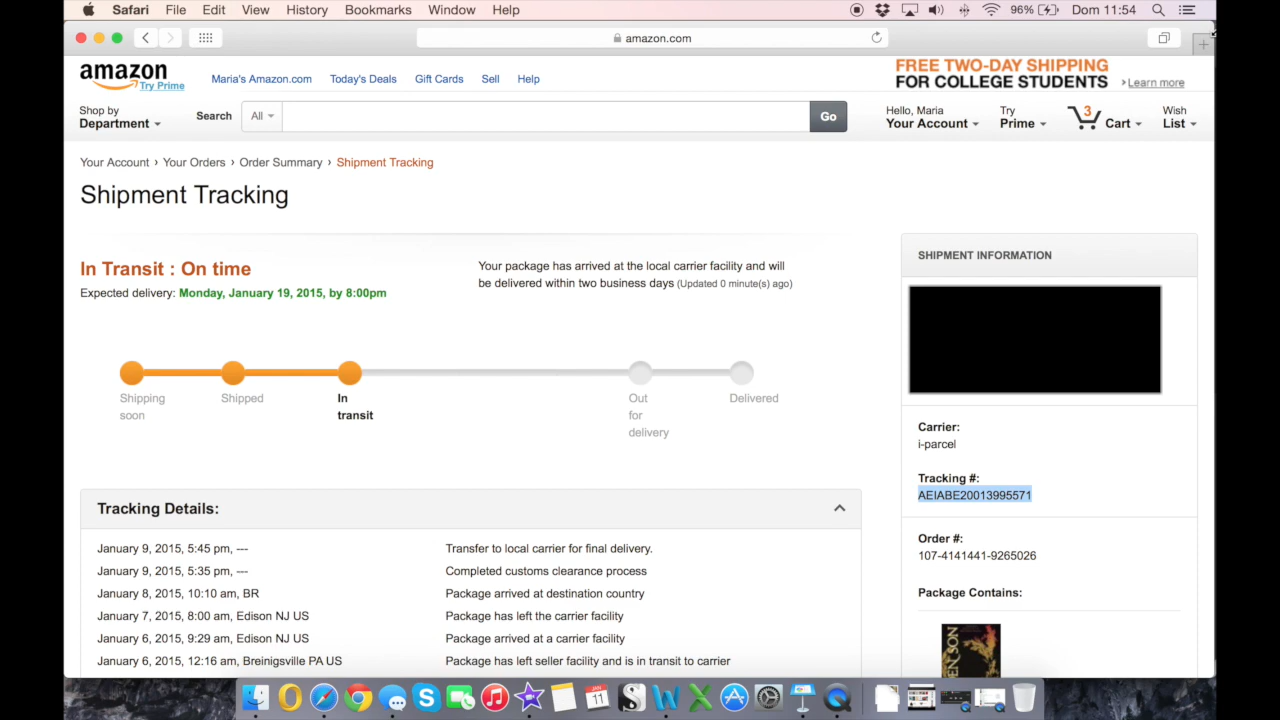 Safari File Edit View History Bookmarks Window Help 96% Dom 11:54
amazon.com
amazon
Try Prime
Maria's Amazon.com Today's Deals Gift Cards Sell Help
FREE TWO-DAY SHIPPING
FOR COLLEGE STUDENTS › Learn more
Shop by
Department
Search All Go
Hello, Maria
Your Account
Try
Prime
3
Cart
Wish
List
Your Account › Your Orders › Order Summary › Shipment Tracking
Shipment Tracking
In Transit : On time
Expected delivery: Monday, January 19, 2015, by 8:00pm
Your package has arrived at the local carrier facility and will
be delivered within two business days (Updated 0 minute(s) ago)
Shipping
soon
Shipped
In
transit
Out
for
delivery
Delivered
Tracking Details:
January 9, 2015, 5:45 pm, --- Transfer to local carrier for final delivery.
January 9, 2015, 5:35 pm, --- Completed customs clearance process
January 8, 2015, 10:10 am, BR Package arrived at destination country
January 7, 2015, 8:00 am, Edison NJ US Package has left the carrier facility
January 6, 2015, 9:29 am, Edison NJ US Package arrived at a carrier facility
January 6, 2015, 12:16 am, Breinigsville PA US Package has left seller facility and is in transit to carrier
SHIPMENT INFORMATION
Carrier:
i-parcel
Tracking #:
AEIABE20013995571
Order #:
107-4141441-9265026
Package Contains:
EN SON
JAN
11